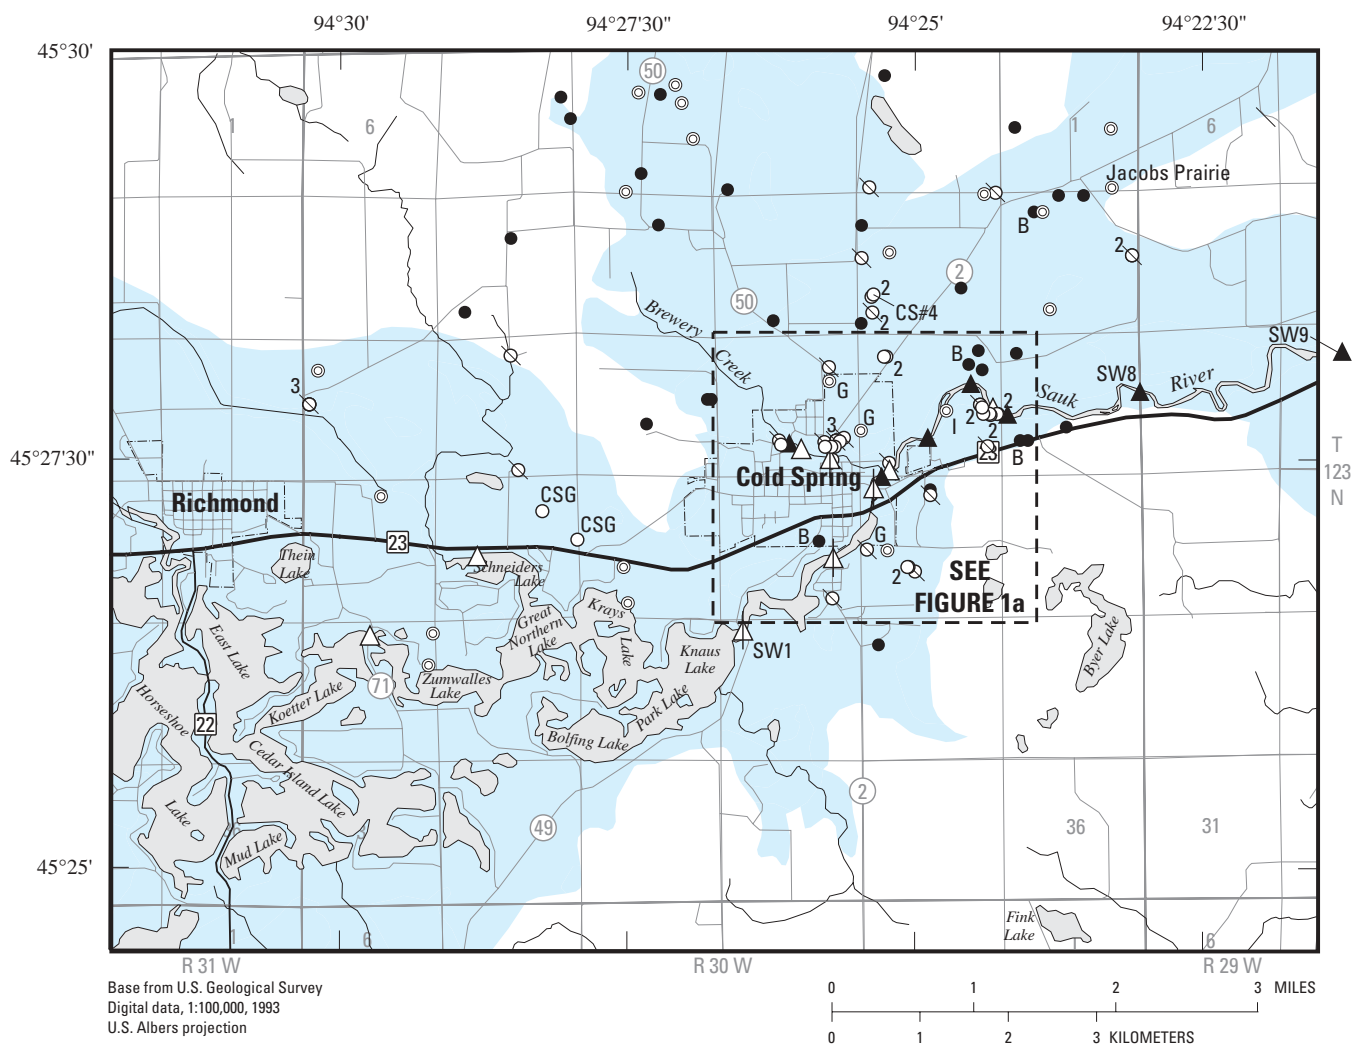 94°30' 94°27'30" 94°25' 94°22'30"
45°30'
50
1 6 1 6
Jacobs Prairie
B
2
2
2
50
CS#4
2
Brewery
Creek
SW9
B
2
SW8
River
Sauk
G
3
2
G
3
2
I
2
23
B
T
123
N
45°27'30"
Cold Spring
Richmond
CSG
CSG
23
B
G
Thein
Lake
Schneiders
Lake
2
SEE
FIGURE 1a
Great
Northern
Lake
Krays
Lake
East Lake
Knaus
Lake
SW1
Byer Lake
Zumwalles
Lake
71
Koetter Lake
Horseshoe
Lake
Park Lake
22
Bolfing Lake
Cedar Island Lake
2
49
36 31
36
Mud Lake
45°25'
Fink
Lake
1 6 6
R 31 W R 30 W R 29 W
Base from U.S. Geological Survey
Digital data, 1:100,000, 1993
U.S. Albers projection
0 1 2 3 MILES
0 1 2 3 KILOMETERS